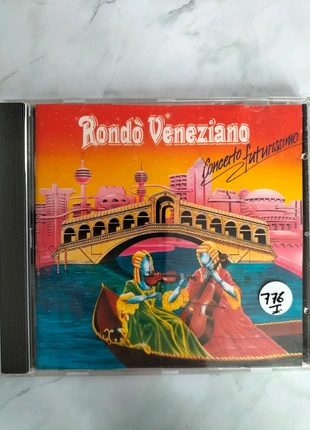 Rondò Veneziano
Concerto futurissimo
776
I